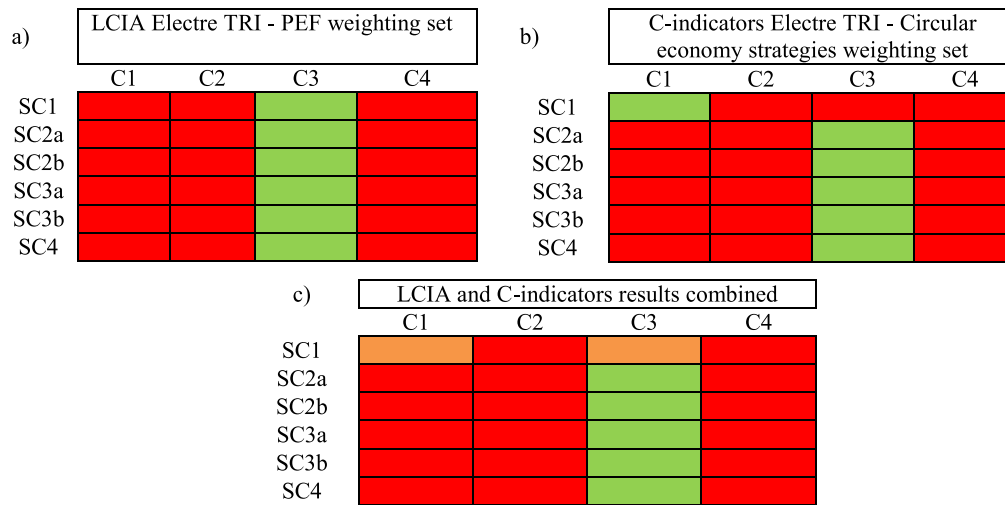 a)
LCIA Electre TRI - PEF weighting set
C1 C2 C3 C4
SC1
SC2a
SC2b
SC3a
SC3b
SC4
b)
C-indicators Electre TRI - Circular
economy strategies weighting set
C1 C2 C3 C4
SC1
SC2a
SC2b
SC3a
SC3b
SC4
c)
LCIA and C-indicators results combined
C1 C2 C3 C4
SC1
SC2a
SC2b
SC3a
SC3b
SC4